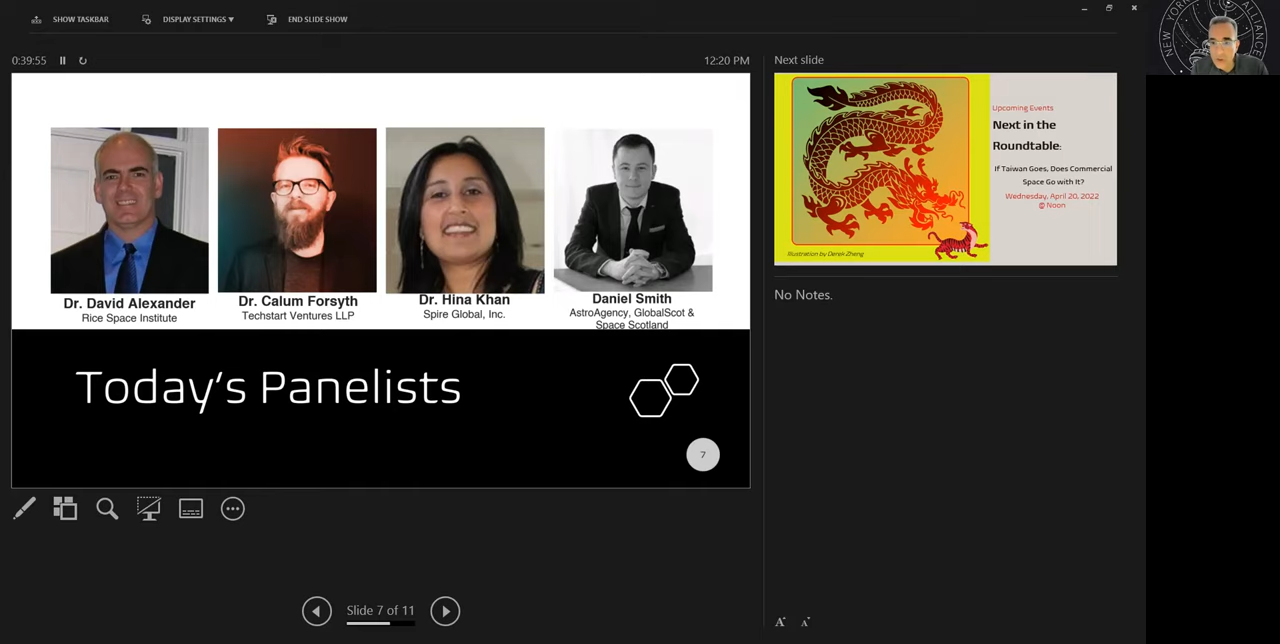 SHOW TASKBAR
DISPLAY SETTINGS ▼
END SLIDE SHOW
0:39:55
12:20 PM
Dr. David Alexander
Rice Space Institute
Dr. Calum Forsyth
Techstart Ventures LLP
Dr. Hina Khan
Spire Global, Inc.
Daniel Smith
AstroAgency, GlobalScot &
Space Scotland
Today's Panelists
7
Slide 7 of 11
Next slide
Upcoming Events
Next in the
Roundtable:
If Taiwan Goes, Does Commercial
Space Go with It?
Wednesday, April 20, 2022
@ Noon
Illustration by Derek Zheng
No Notes.
A
A
NEW YORK
ALLIANCE